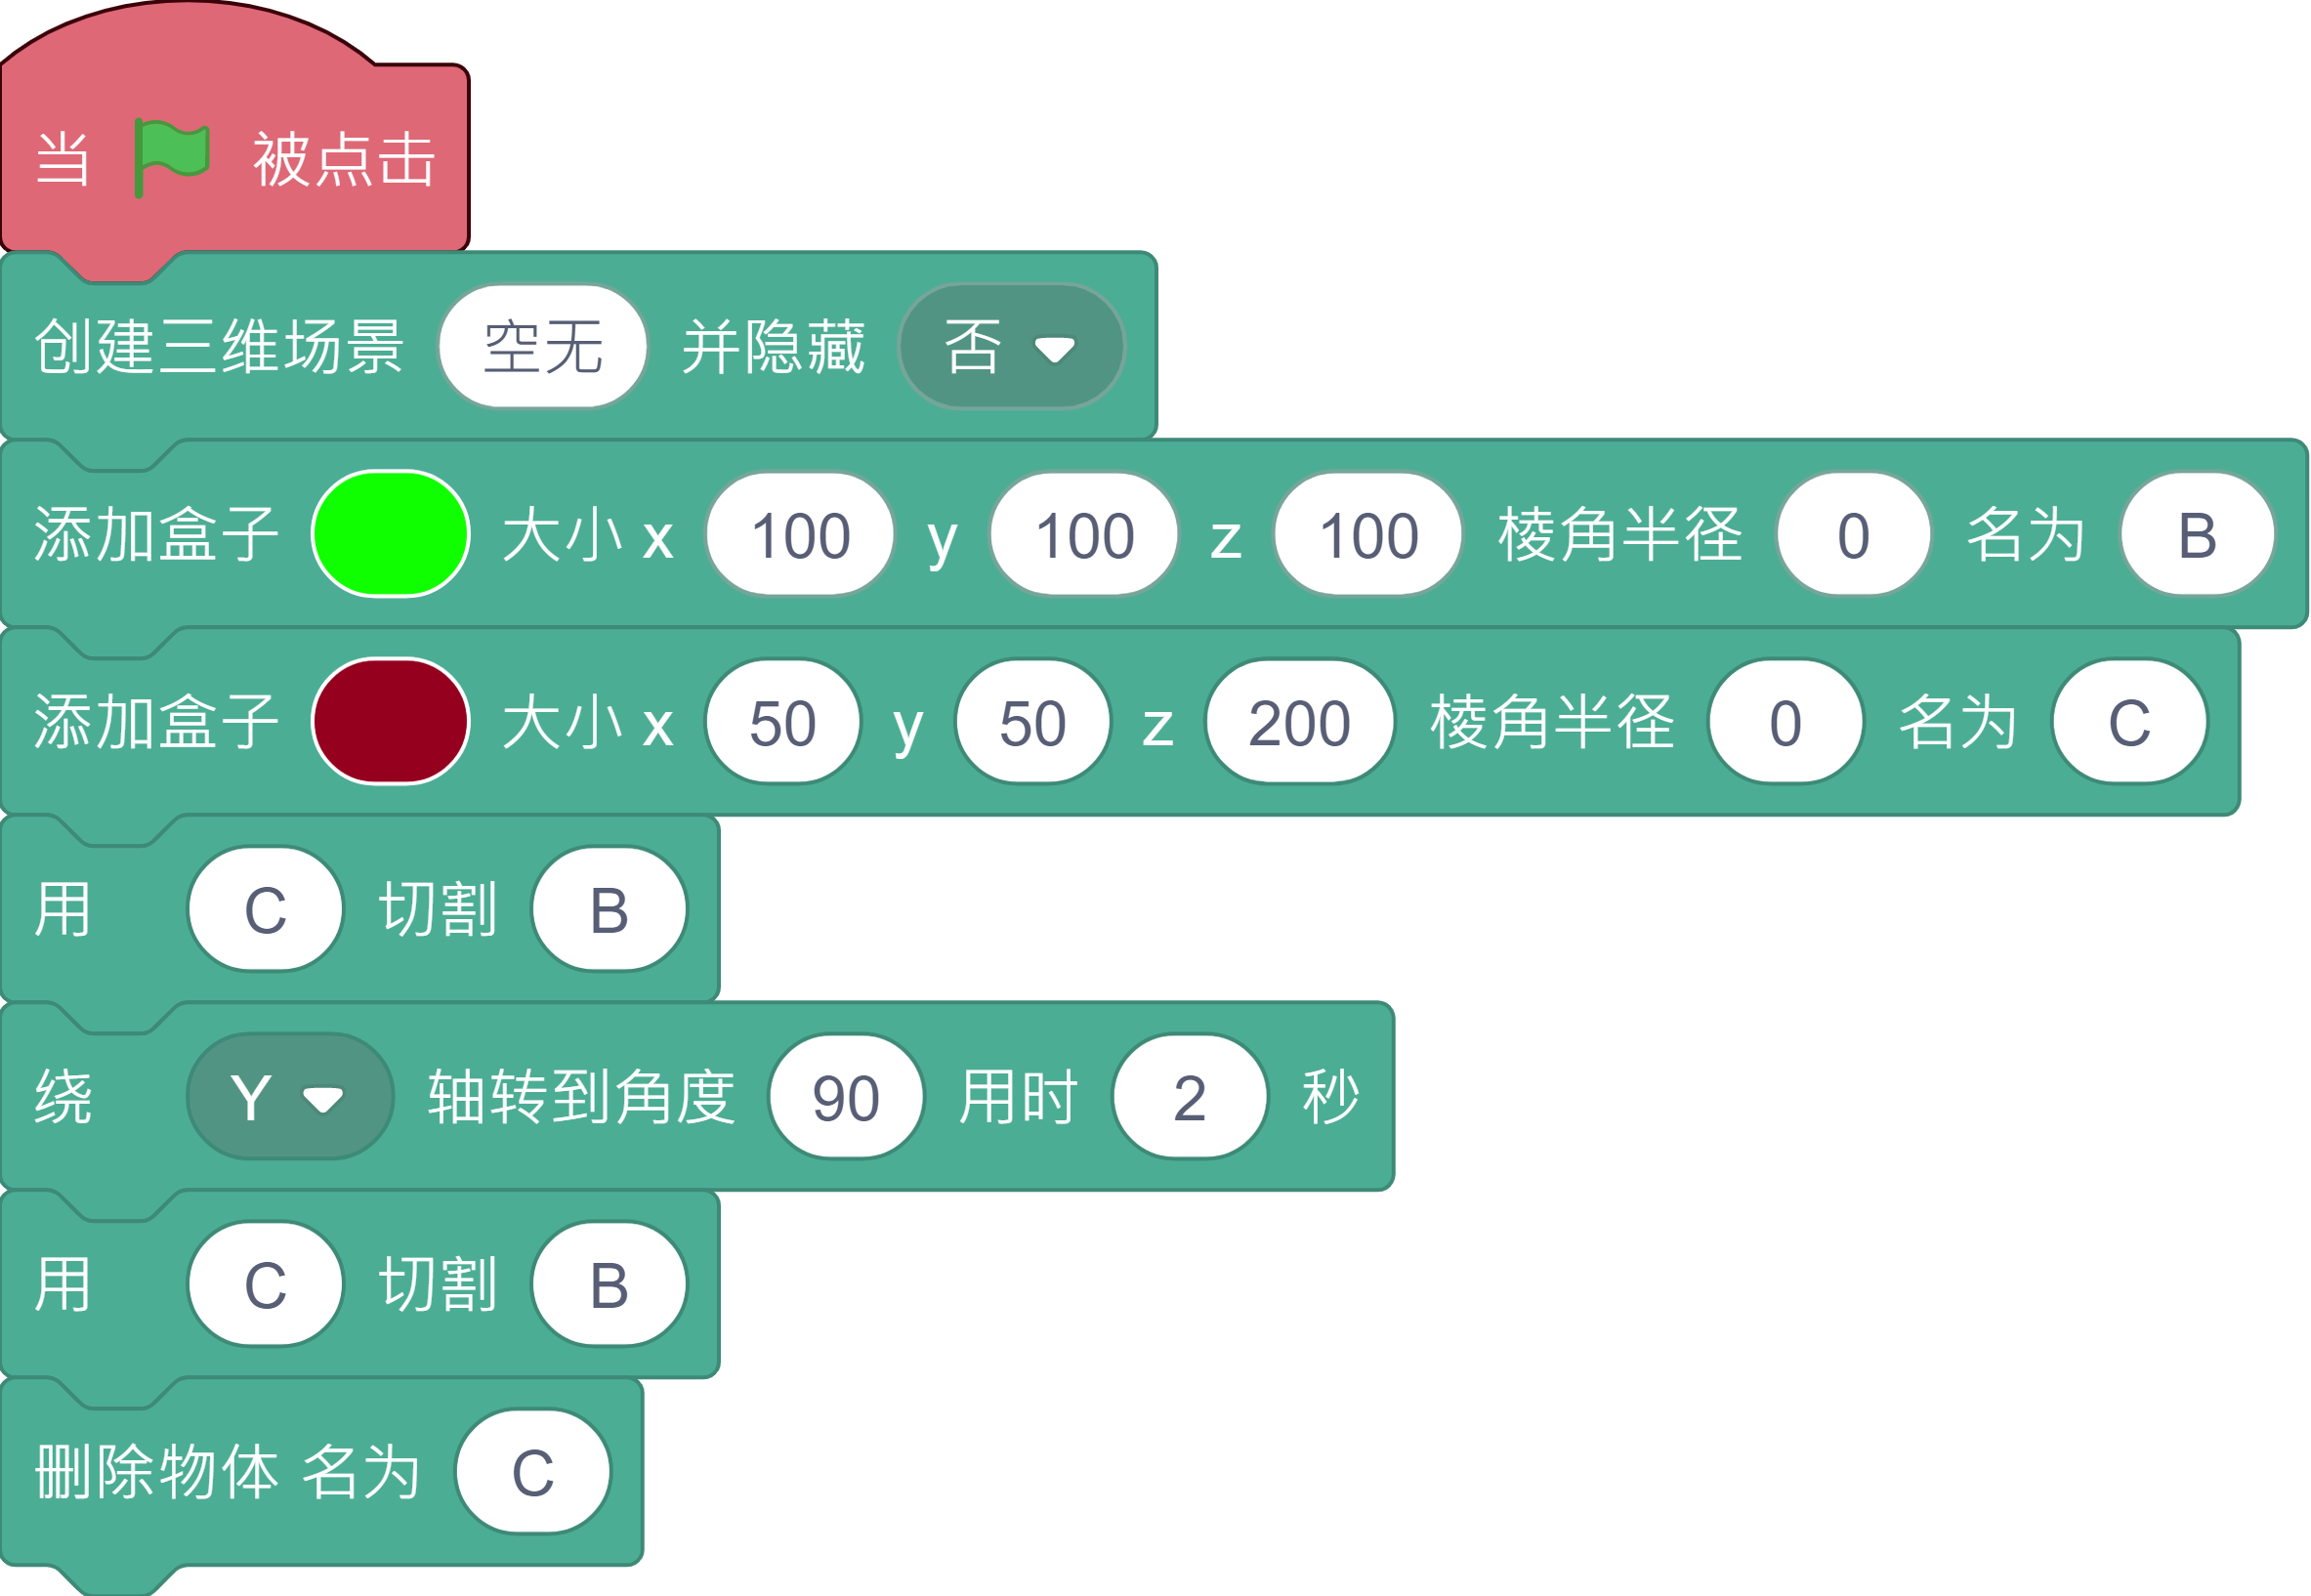 当 被点击
创建三维场景 空无 并隐藏 否
添加盒子 大小 x 100 y 100 z 100 棱角半径 0 名为 B
添加盒子 大小 x 50 y 50 z 200 棱角半径 0 名为 C
用 C 切割 B
绕 Y 轴转到角度 90 用时 2 秒
用 C 切割 B
删除物体 名为 C